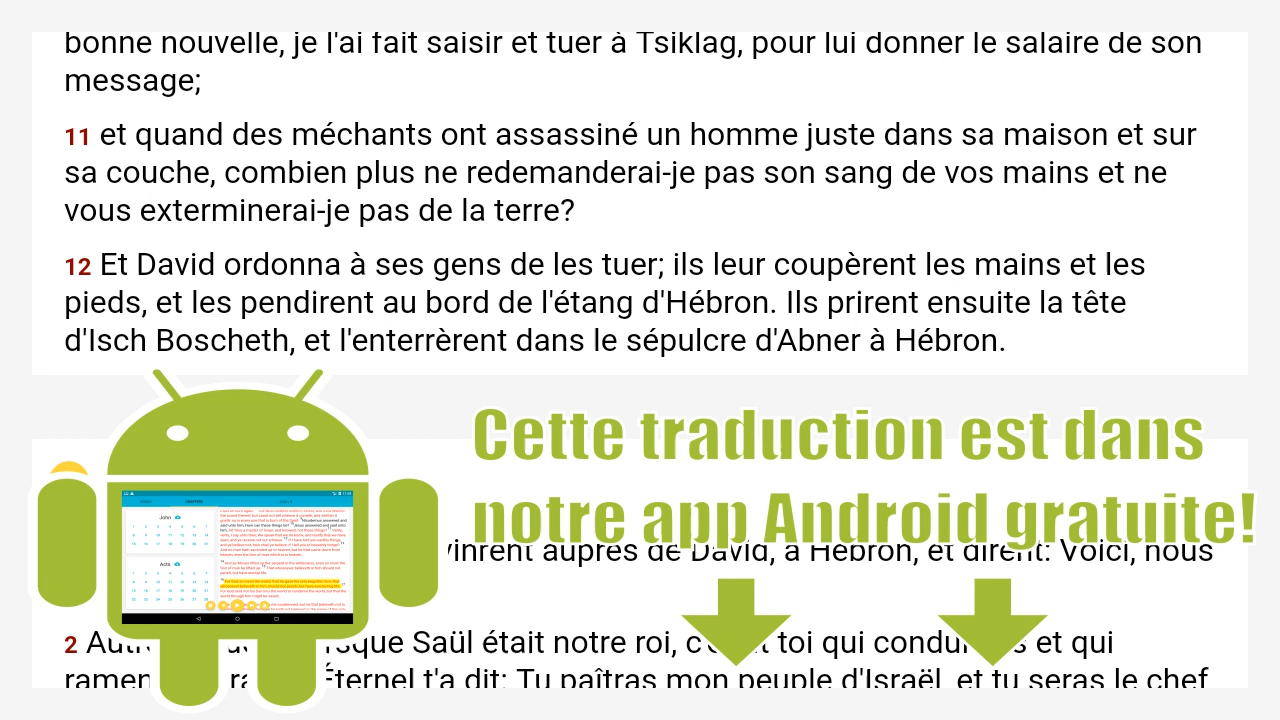 bonne nouvelle, je l'ai fait saisir et tuer à Tsiklag, pour lui donner le salaire de son
message;
11 et quand des méchants ont assassiné un homme juste dans sa maison et sur
sa couche, combien plus ne redemanderai-je pas son sang de vos mains et ne
vous exterminerai-je pas de la terre?
12 Et David ordonna à ses gens de les tuer; ils leur coupèrent les mains et les
pieds, et les pendirent au bord de l'étang d'Hébron. Ils prirent ensuite la tête
d'Isch Boscheth, et l'enterrèrent dans le sépulcre d'Abner à Hébron.
Cette traduction est dans
notre app Android gratuite!
vinrent auprès de David, à Hébron, et dirent: Voici, nous
John
Acts
2 Saül était notre roi, toi qui et qui
Éternel t'a dit: Tu paîtras mon peuple d'Israël, et tu seras le chef